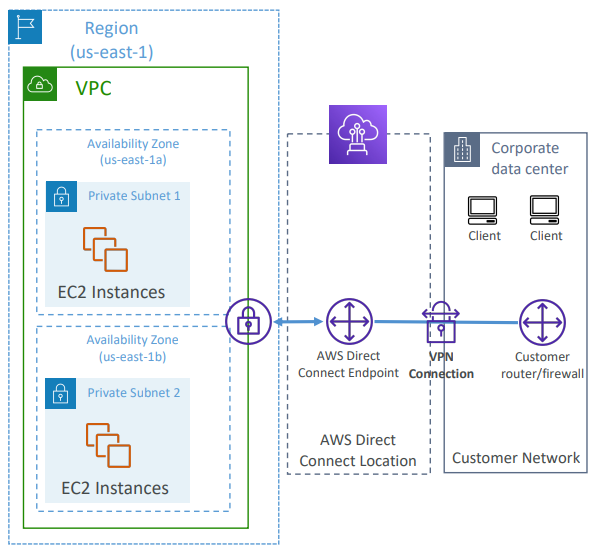 Region
(us-east-1)
VPC
Availability Zone
(us-east-1a)
Private Subnet 1
EC2 Instances
Availability Zone
(us-east-1b)
Private Subnet 2
EC2 Instances
AWS Direct
Connect Endpoint
AWS Direct
Connect Location
VPN
Connection
Corporate
data center
Client
Client
Customer
router/firewall
Customer Network